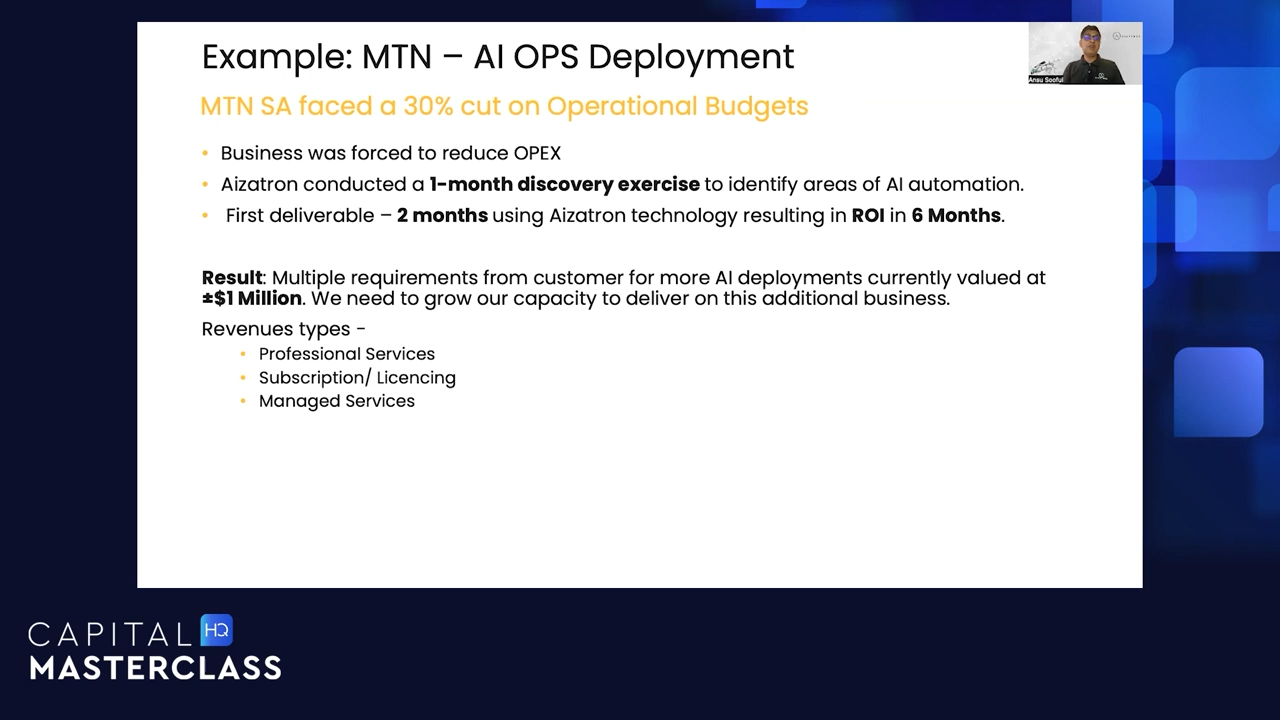 Example: MTN – AI OPS Deployment
Ansu Sooful
MTN SA faced a 30% cut on Operational Budgets
• Business was forced to reduce OPEX
• Aizatron conducted a 1-month discovery exercise to identify areas of AI automation.
• First deliverable – 2 months using Aizatron technology resulting in ROI in 6 Months.
Result: Multiple requirements from customer for more AI deployments currently valued at
±$1 Million. We need to grow our capacity to deliver on this additional business.
Revenues types -
• Professional Services
• Subscription/ Licencing
• Managed Services
CAPITAL HQ
MASTERCLASS